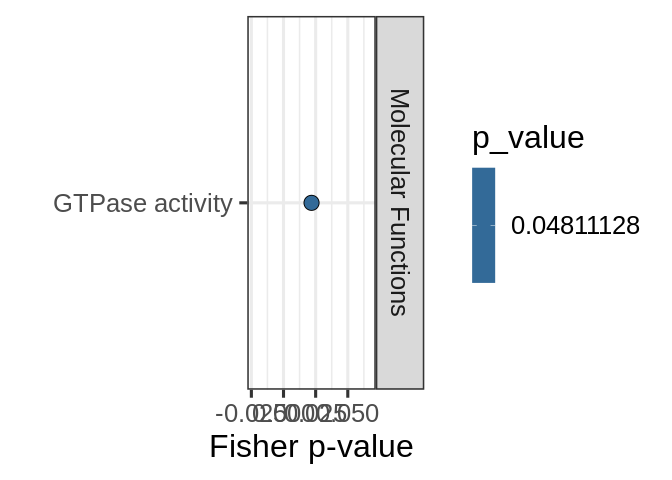 Molecular Functions
GTPase activity
p_value
0.04811128
Fisher p-value